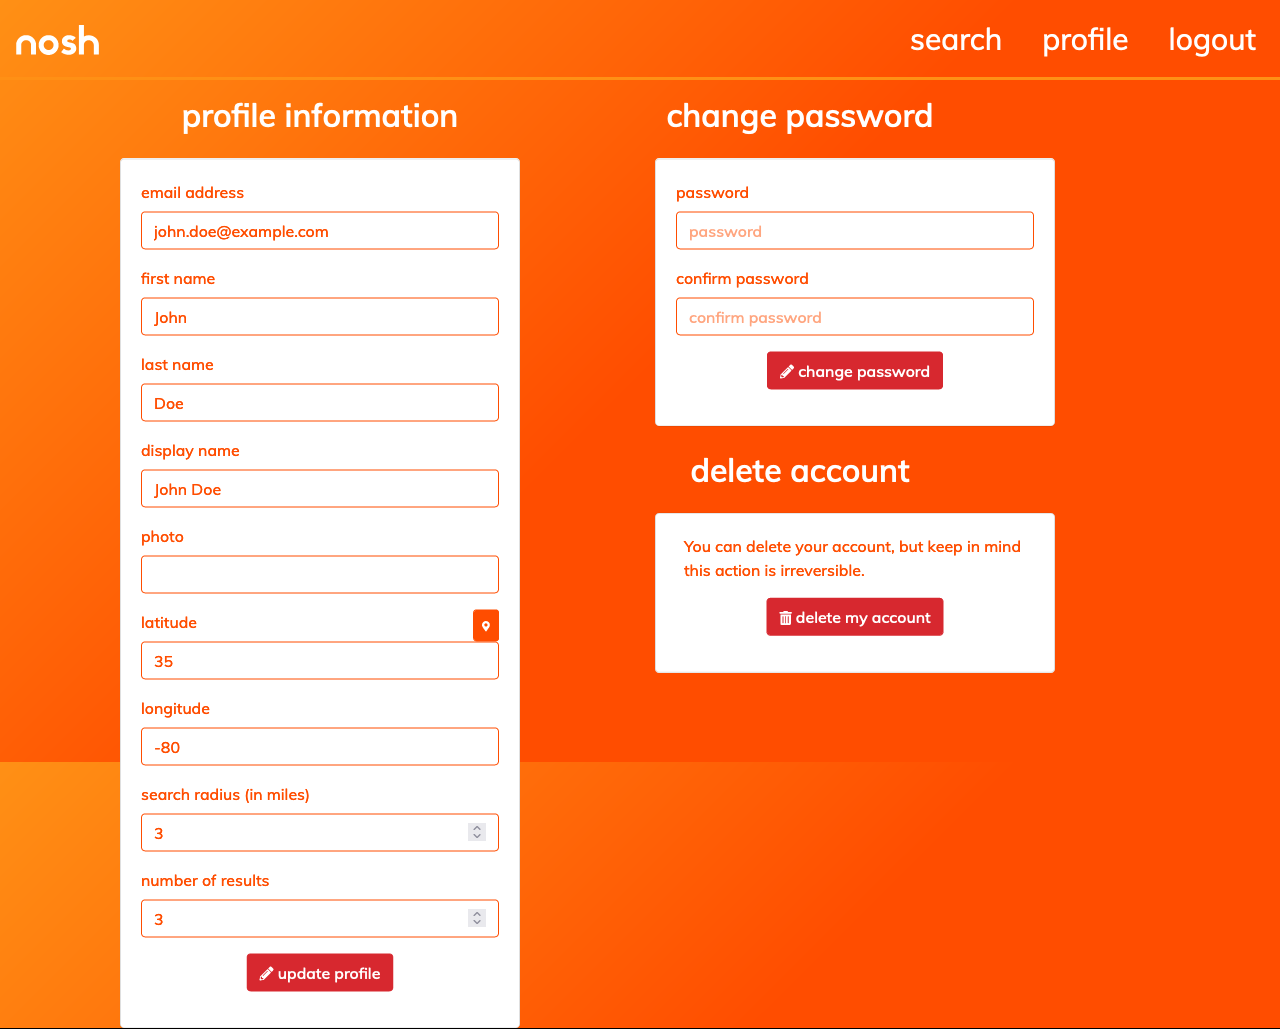 nosh
search
profile
logout
profile information
email address
john.doe@example.com
first name
John
last name
Doe
display name
John Doe
photo
latitude
35
longitude
-80
search radius (in miles)
3
number of results
3
update profile
change password
password
password
confirm password
confirm password
change password
delete account
You can delete your account, but keep in mind
this action is irreversible.
delete my account